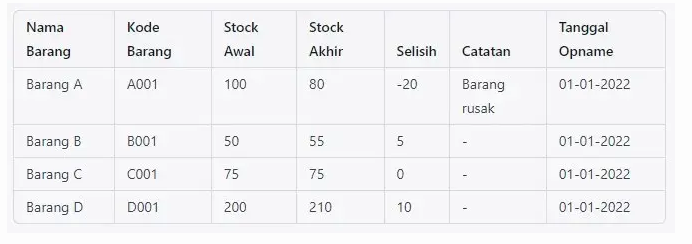 Nama Barang Kode Barang Stock Awal Stock Akhir Selisih Catatan Tanggal Opname
Barang A A001 100 80 -20 Barang rusak 01-01-2022
Barang B B001 50 55 5 - 01-01-2022
Barang C C001 75 75 0 - 01-01-2022
Barang D D001 200 210 10 - 01-01-2022